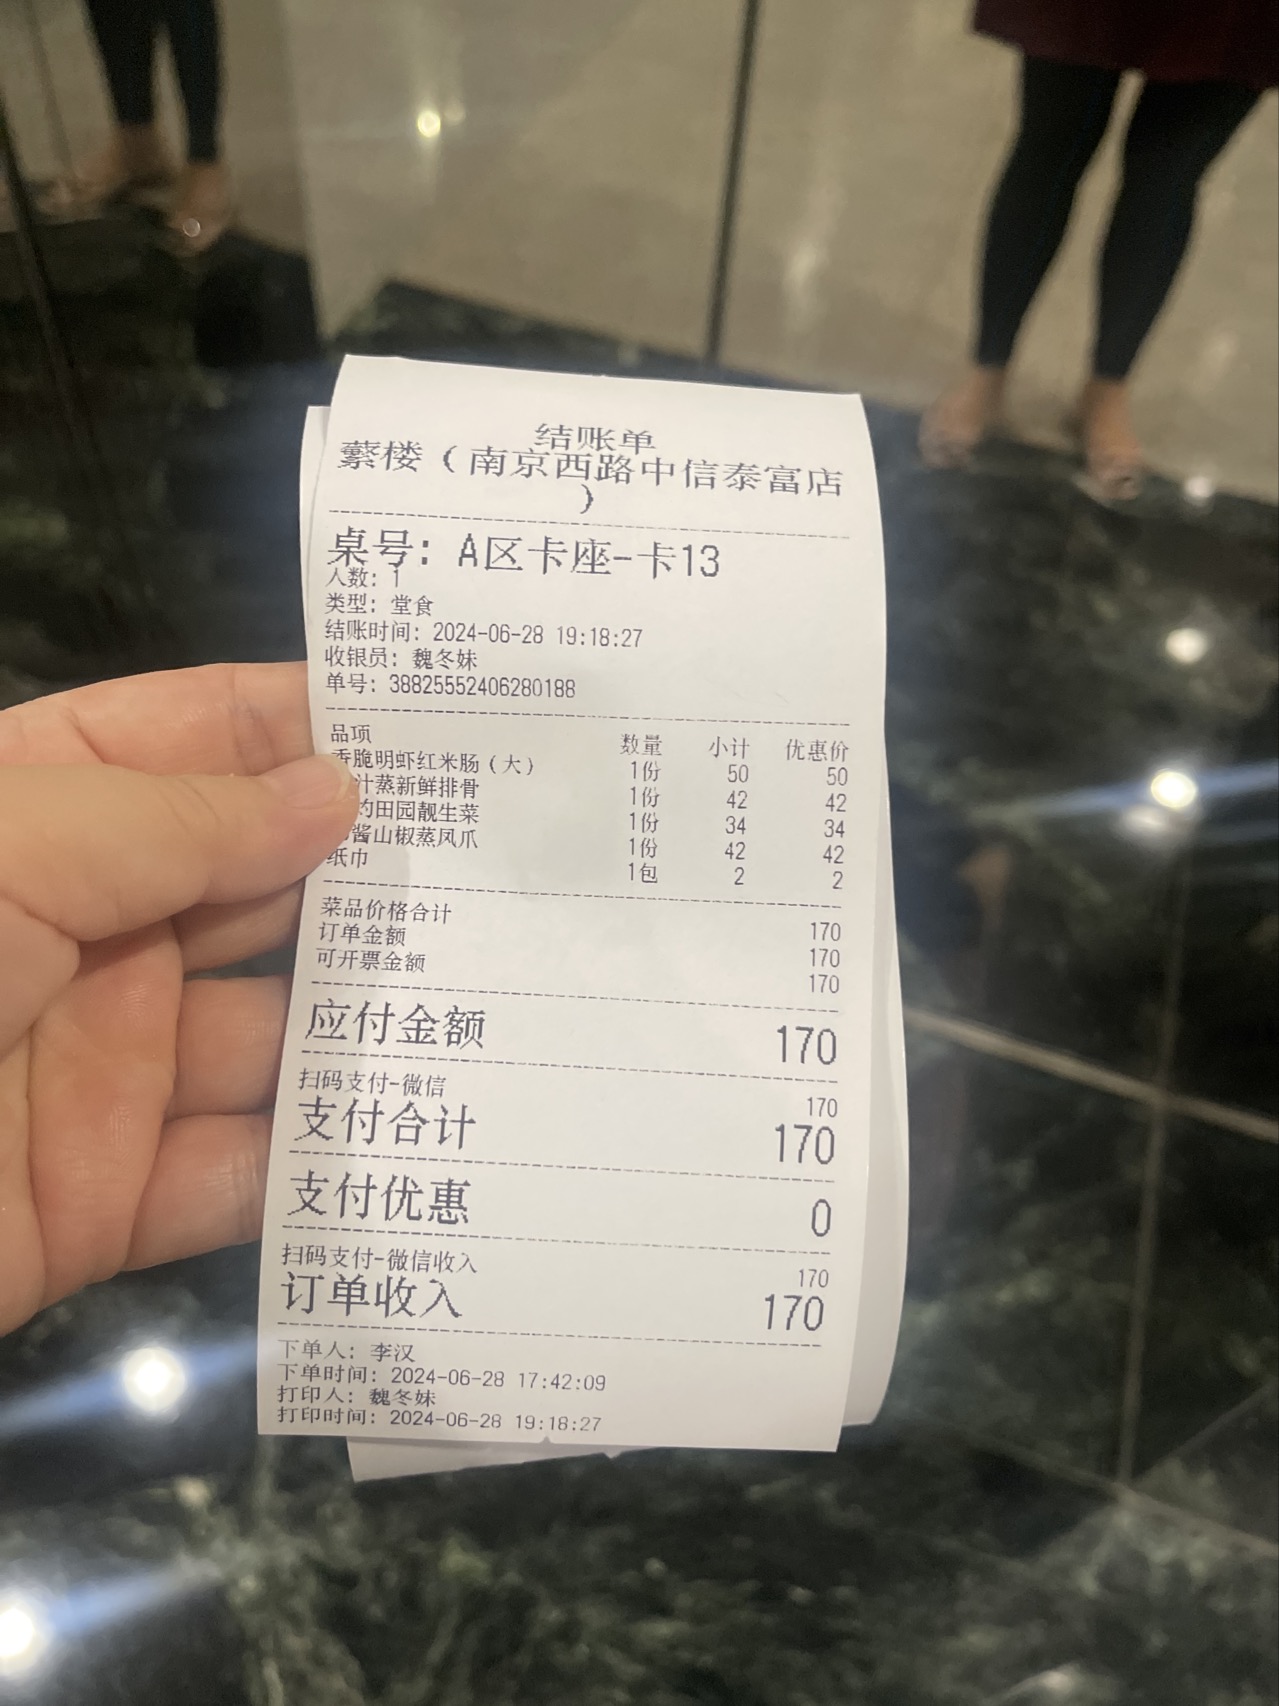 结账单
蘩楼（南京西路中信泰富店
）
桌号: A区卡座-卡13
人数: 1
类型: 堂食
结账时间: 2024-06-28 19:18:27
收银员: 魏冬妹
单号: 38825552406280188
品项 数量 小计 优惠价
香脆明虾红米肠（大） 1份 50 50
汁蒸新鲜排骨 1份 42 42
灼田园靓生菜 1份 34 34
酱山椒蒸凤爪 1份 42 42
纸巾 1包 2 2
菜品价格合计 170
订单金额 170
可开票金额 170
应付金额 170
扫码支付-微信 170
支付合计 170
支付优惠 0
扫码支付-微信收入 170
订单收入 170
下单人: 李汉
下单时间: 2024-06-28 17:42:09
打印人: 魏冬妹
打印时间: 2024-06-28 19:18:27